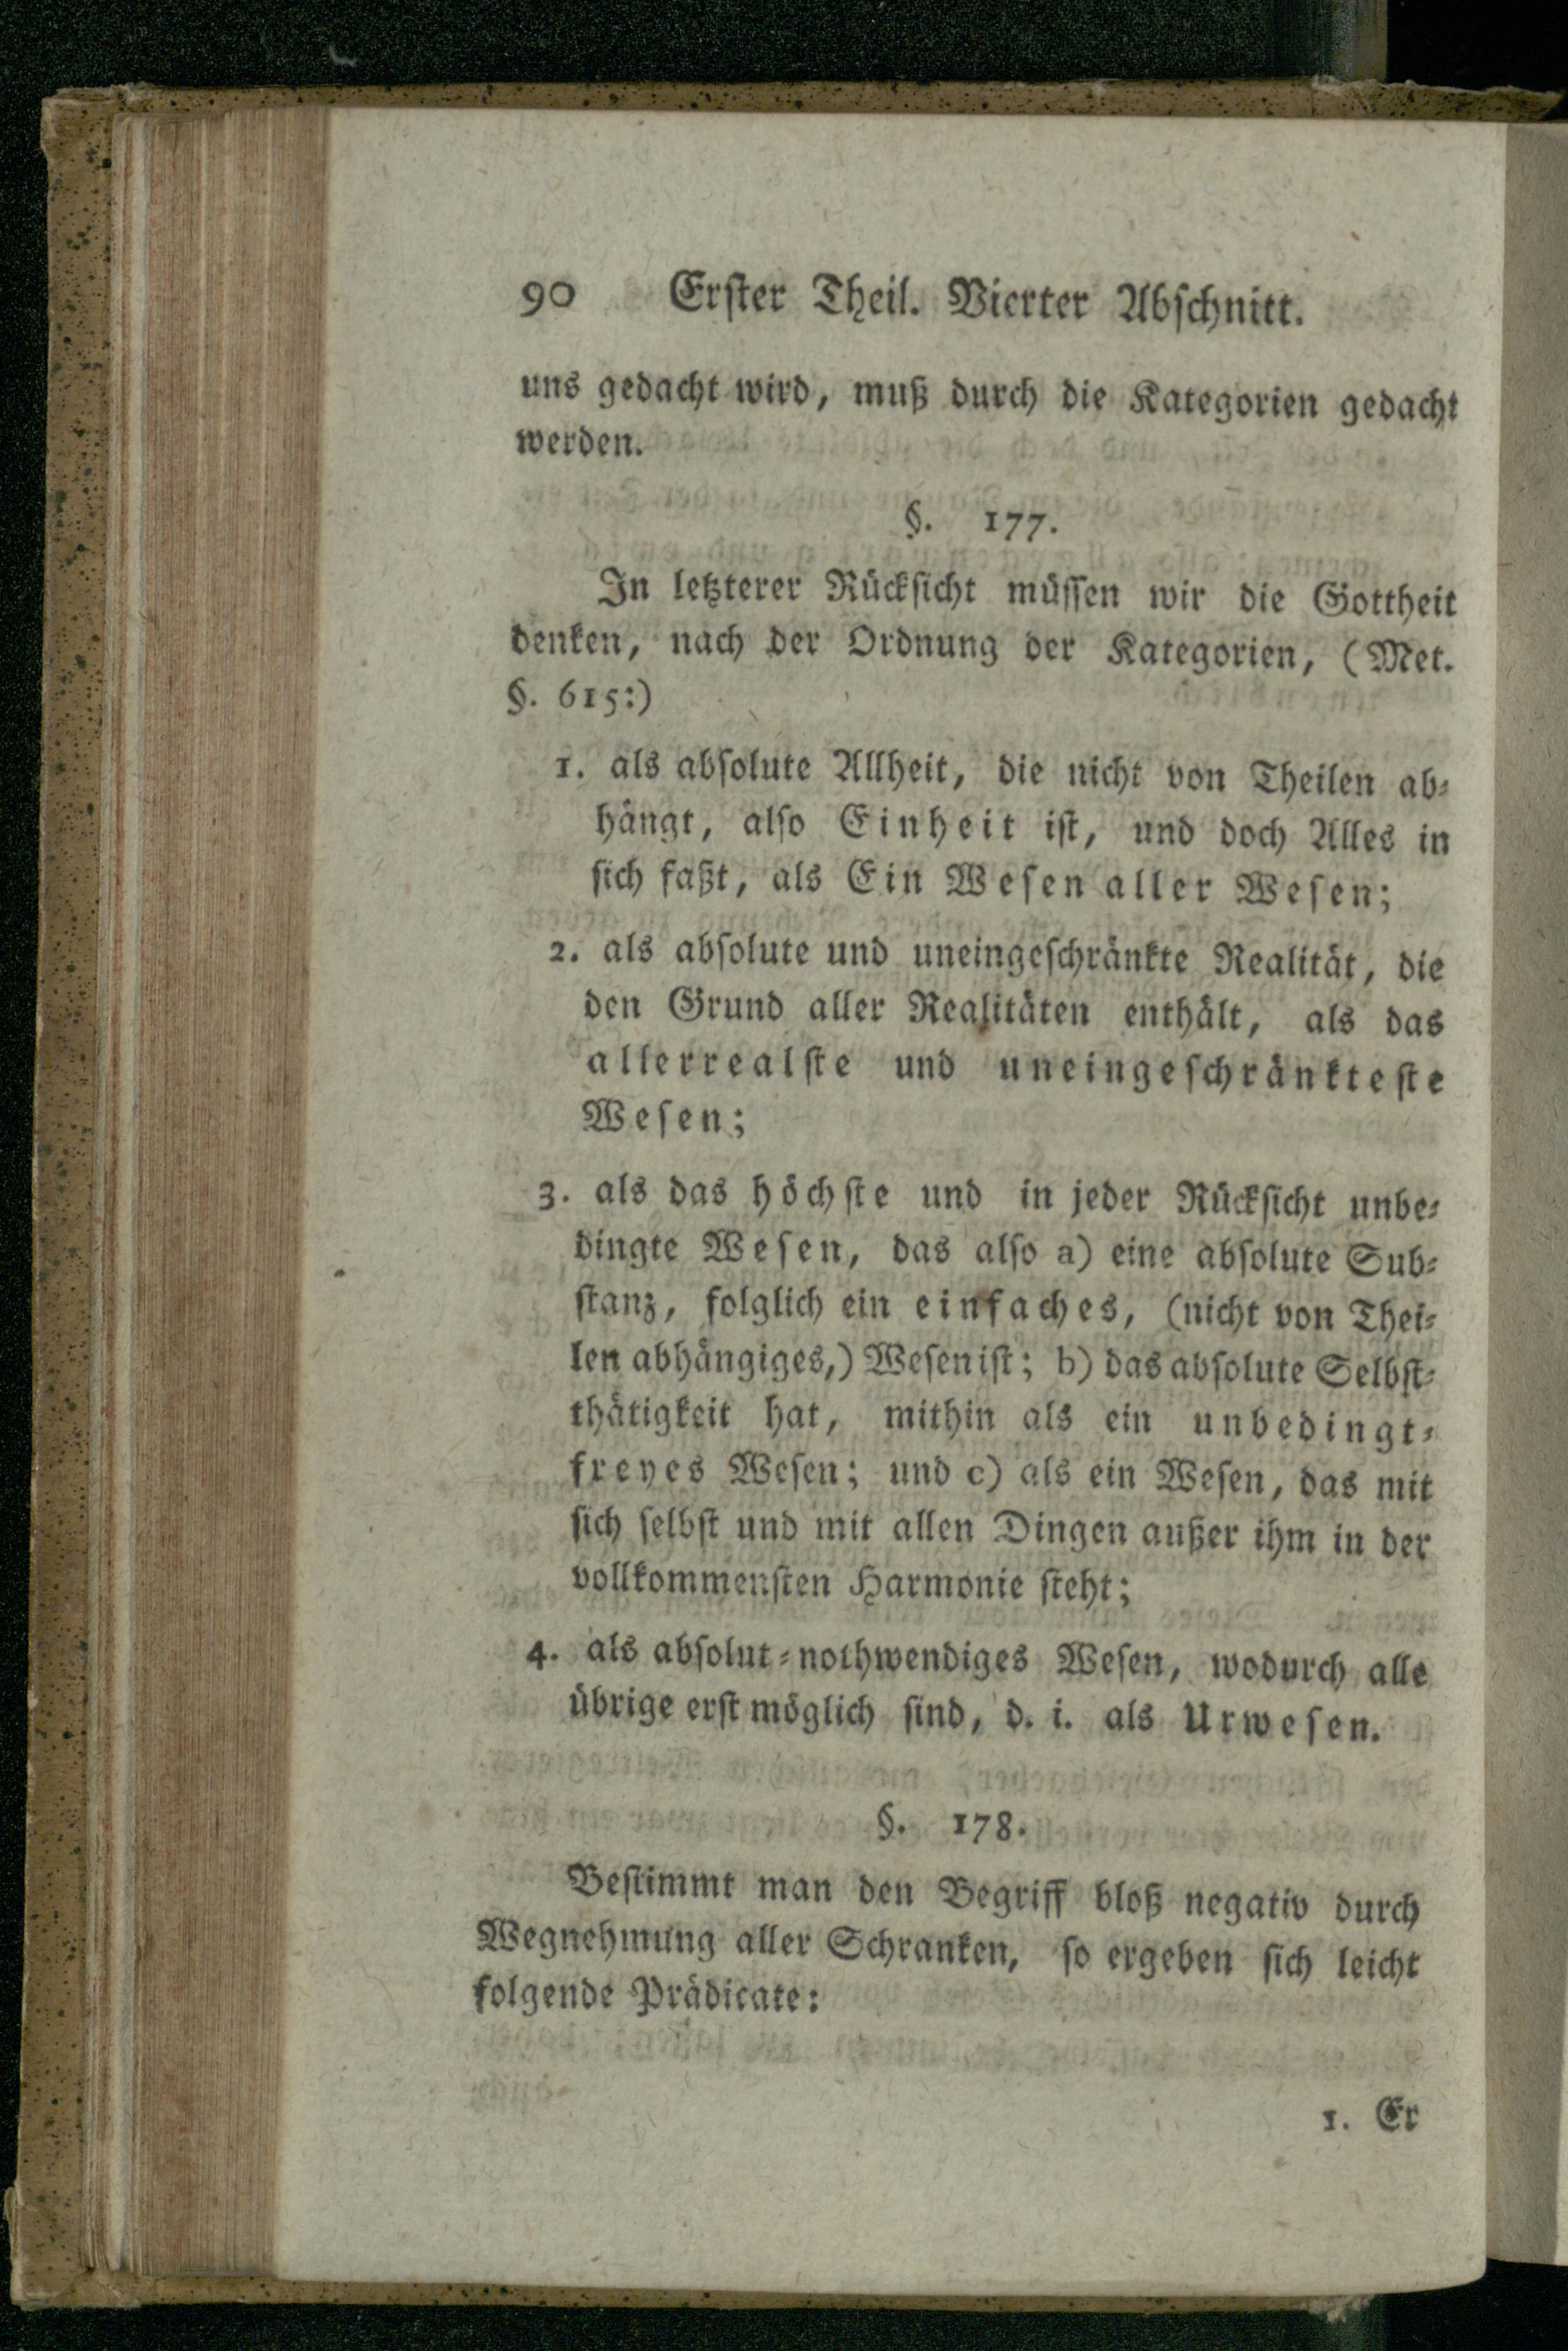 90 Erſter Theil. Vierter Abſchnitt.
uns gedacht wird, muß durch die Kategorien gedacht
werden.
§. 177.
In letzterer Rückſicht müſſen wir die Gottheit
denken, nach der Ordnung der Kategorien, (Met.
§. 615:)
1. als abſolute Allheit, die nicht von Theilen ab⸗
hängt, alſo Einheit iſt, und doch Alles in
ſich faßt, als Ein Weſen aller Weſen;
2. als abſolute und uneingeſchränkte Realität, die
den Grund aller Realitäten enthält, als das
allerrealſte und uneingeſchränkteſte
Weſen;
3. als das höchſte und in jeder Rückſicht unbe⸗
dingte Weſen, das alſo a) eine abſolute Sub⸗
ſtanz, folglich ein einfaches, (nicht von Thei⸗
len abhängiges,) Weſen iſt; b) das abſolute Selbſt⸗
thätigkeit hat, mithin als ein unbedingt⸗
freyes Weſen; und c) als ein Weſen, das mit
ſich ſelbſt und mit allen Dingen außer ihm in der
vollkommenſten Harmonie ſteht;
4. als abſolut⸗nothwendiges Weſen, wodurch alle
übrige erſt möglich ſind, d. i. als Urweſen.
§. 178.
Beſtimmt man den Begriff bloß negativ durch
Wegnehmung aller Schranken, ſo ergeben ſich leicht
folgende Prädicate:
1. Er